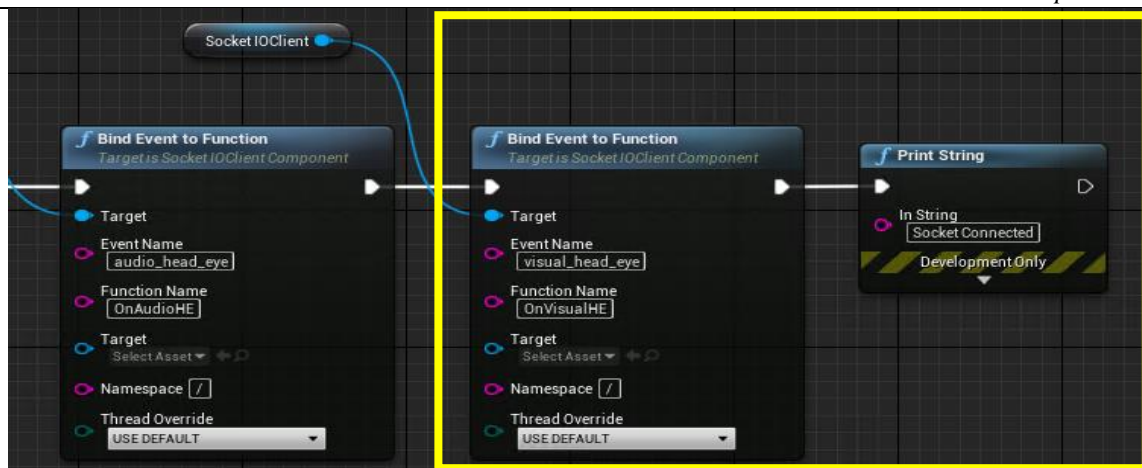 Socket IOClient
f Bind Event to Function
Target is Socket IOClient Component
Target
Event Name
audio_head_eye
Function Name
OnAudioHE
Target
Select Asset
Namespace /
Thread Override
USE DEFAULT
f Bind Event to Function
Target is Socket IOClient Component
Target
Event Name
visual_head_eye
Function Name
OnVisualHE
Target
Select Asset
Namespace /
Thread Override
USE DEFAULT
f Print String
In String
Socket Connected
Development Only